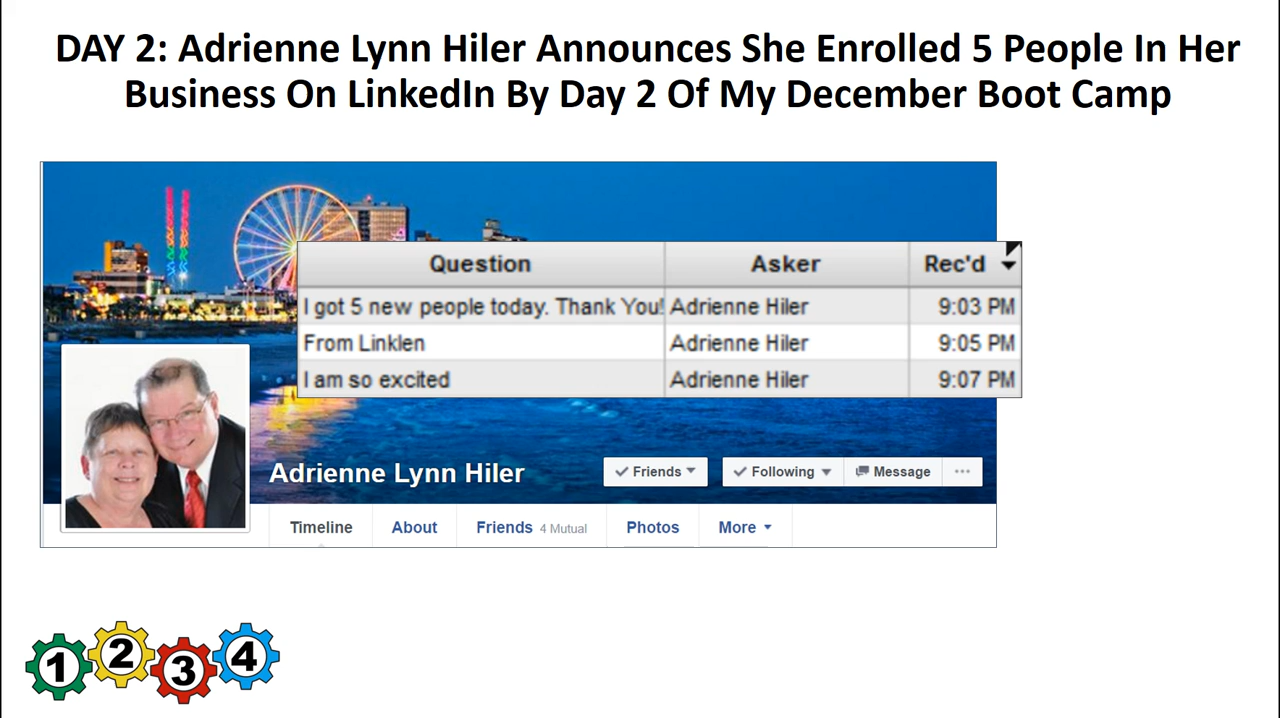 DAY 2: Adrienne Lynn Hiler Announces She Enrolled 5 People In Her
Business On LinkedIn By Day 2 Of My December Boot Camp
Question Asker Rec'd
I got 5 new people today. Thank You! Adrienne Hiler 9:03 PM
From Linklen Adrienne Hiler 9:05 PM
I am so excited Adrienne Hiler 9:07 PM
Adrienne Lynn Hiler Friends Following Message
Timeline About Friends 4 Mutual Photos More
1 2 3 4